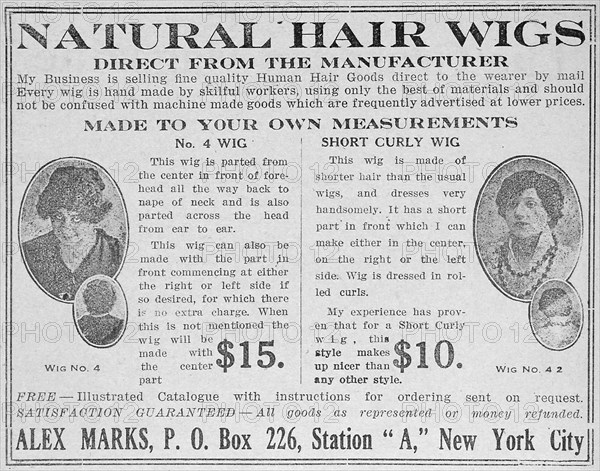 NATURAL HAIR WIGS
DIRECT FROM THE MANUFACTURER
My Business is selling fine quality Human Hair Goods direct to the wearer by mail
Every wig is hand made by skilful workers, using only the best of materials and should
not be confused with machine made goods which are frequently advertised at lower prices.
MADE TO YOUR OWN MEASUREMENTS
No. 4 WIG
This wig is parted from
the center in front of fore-
head all the way back to
nape of neck and is also
parted across the head
from ear to ear.
This wig can also be
made with the part in
front commencing at either
the right or left side if
so desired, for which there
is no extra charge. When
this is not mentioned the
wig will be
made with
the center
part
$15.
WIG NO. 4
SHORT CURLY WIG
This wig is made of
shorter hair than the usual
wigs, and dresses very
handsomely. It has a short
part in front which I can
make either in the center,
on the right or the left
side. Wig is dressed in rol-
led curls.
My experience has prov-
en that for a Short Curly
wig, this
style makes
up nicer than
any other style.
$10.
WIG NO. 42
FREE — Illustrated Catalogue with instructions for ordering sent on request.
SATISFACTION GUARANTEED — All goods as represented or money refunded.
ALEX MARKS, P. O. Box 226, Station "A," New York City